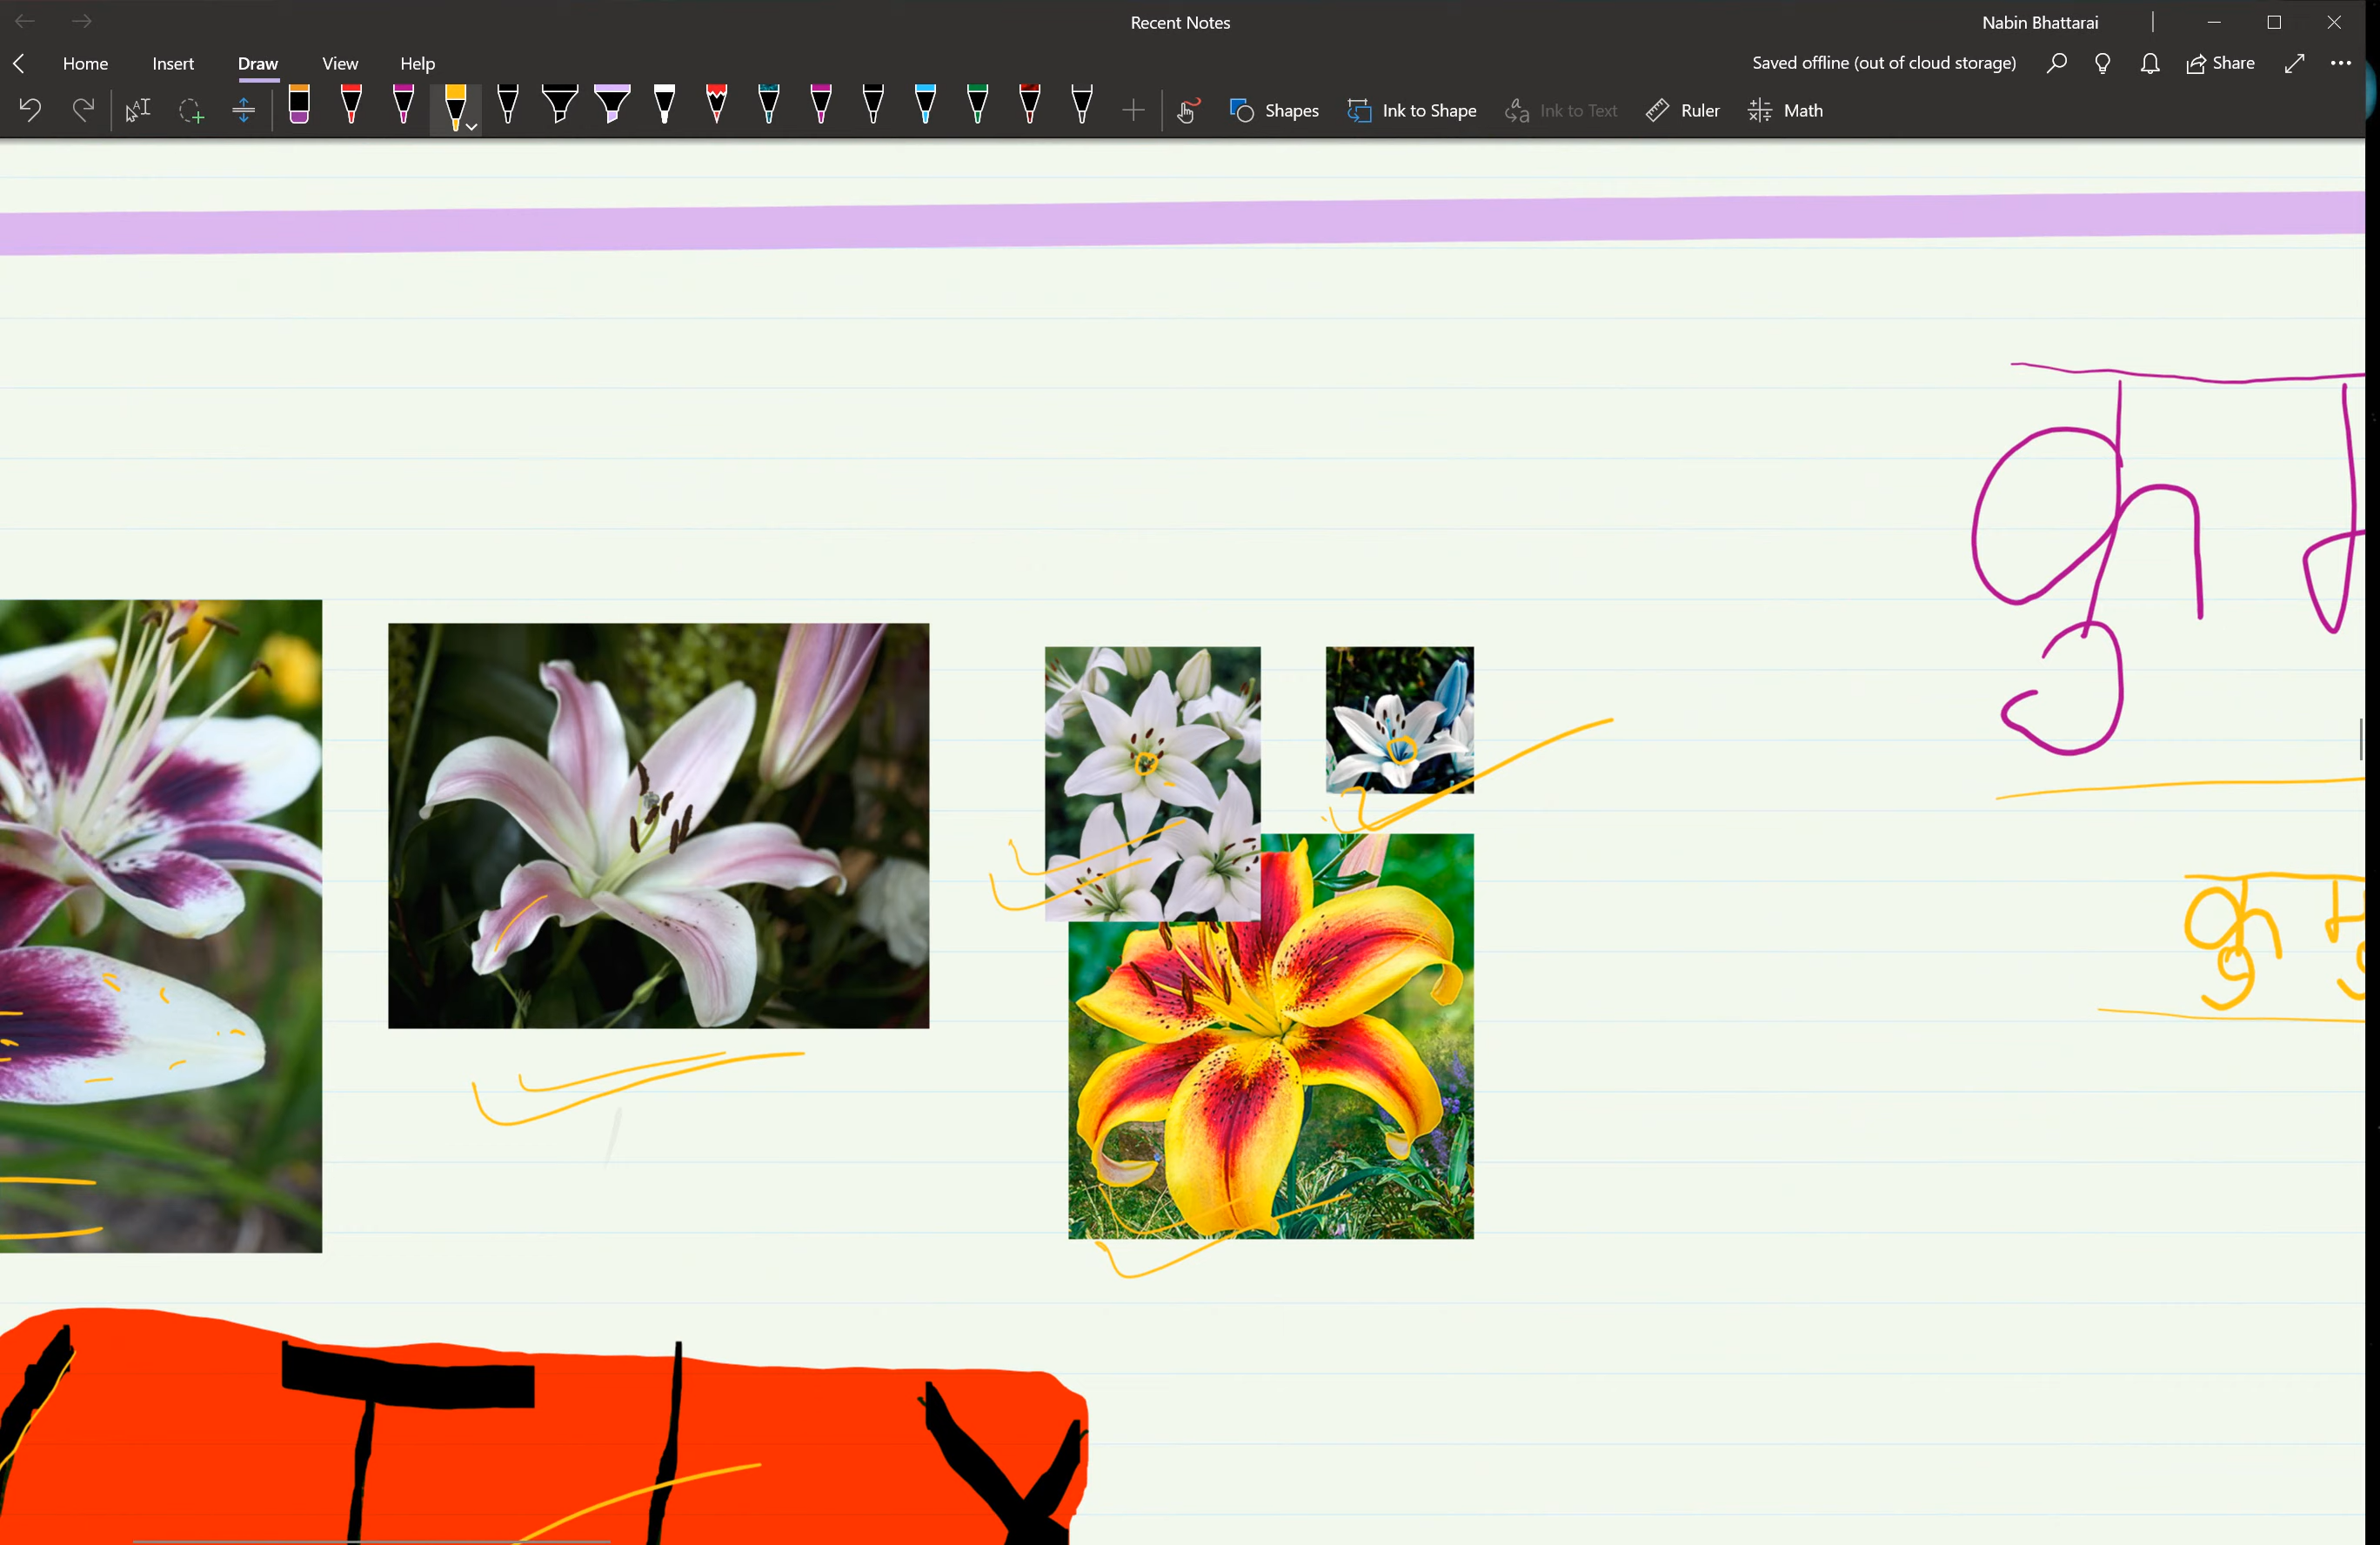 Recent Notes
Nabin Bhattarai
Home Insert Draw View Help
Saved offline (out of cloud storage)
Share
Shapes
Ink to Shape
Ink to Text
Ruler
Math
कु
कु